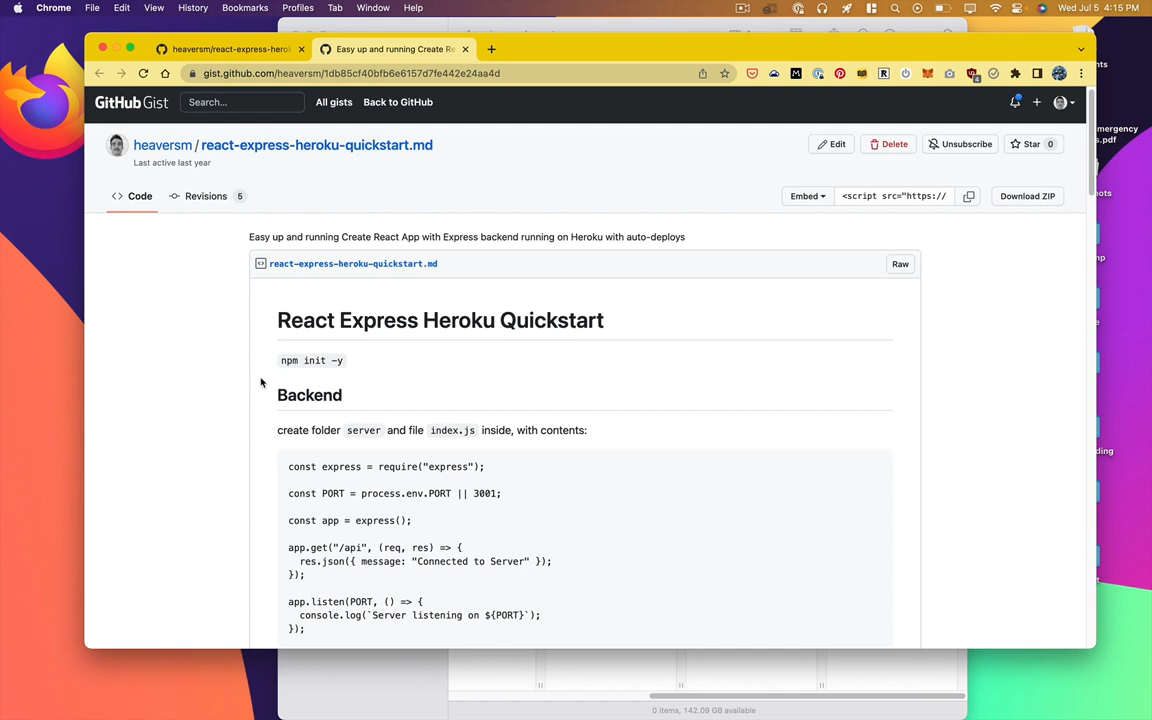 Chrome File Edit View History Bookmarks Profiles Tab Window Help Wed Jul 5 4:15 PM
heaversm/react-express-herok Easy up and running Create Re
gist.github.com/heaversm/1db85cf40bfb6e6157d7fe442e24aa4d
GitHub Gist Search... All gists Back to GitHub
heaversm / react-express-heroku-quickstart.md
Last active last year
Edit Delete Unsubscribe Star 0
Code Revisions 5
Embed <script src="https:// Download ZIP
Easy up and running Create React App with Express backend running on Heroku with auto-deploys
react-express-heroku-quickstart.md Raw
React Express Heroku Quickstart
npm init -y
Backend
create folder server and file index.js inside, with contents:
const express = require("express");
const PORT = process.env.PORT || 3001;
const app = express();
app.get("/api", (req, res) => {
res.json({ message: "Connected to Server" });
});
app.listen(PORT, () => {
console.log(`Server listening on ${PORT}`);
});
0 items, 142.09 GB available